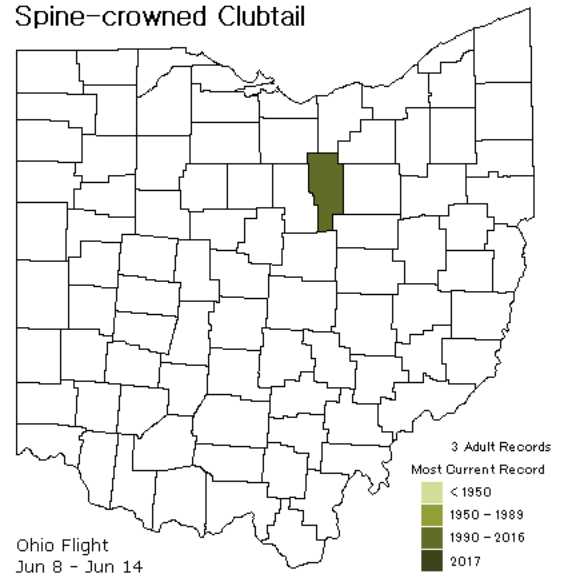 Spine-crowned Clubtail
3 Adult Records
Most Current Record
< 1950
1950 - 1989
1990 - 2016
2017
Ohio Flight
Jun 8 - Jun 14